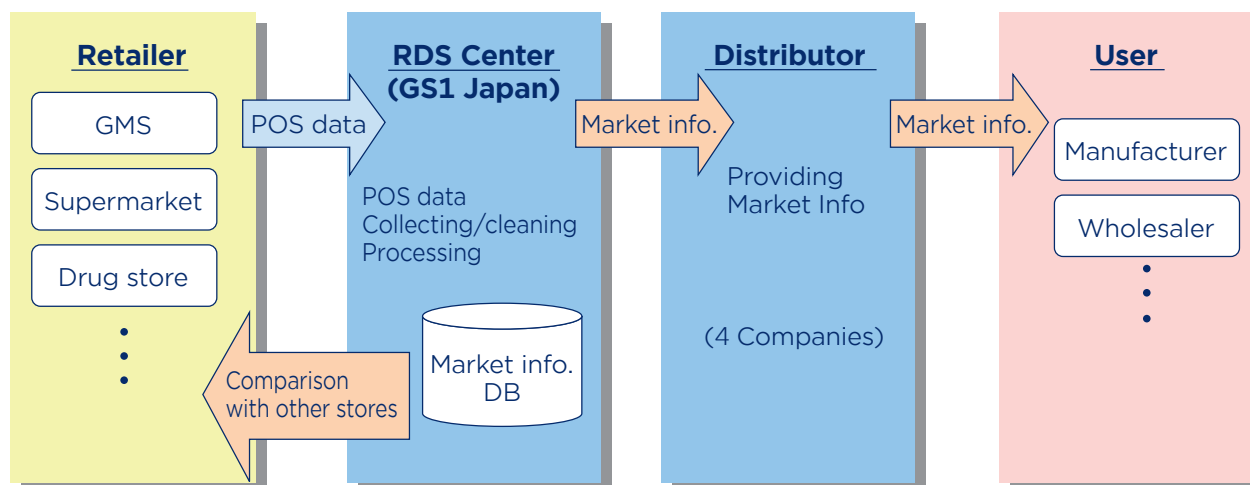 Retailer
GMS
Supermarket
Drug store
POS data
RDS Center
(GS1 Japan)
POS data
Collecting/cleaning
Processing
Market info.
DB
Comparison
with other stores
Market info.
Distributor
Providing
Market Info
(4 Companies)
Market info.
User
Manufacturer
Wholesaler